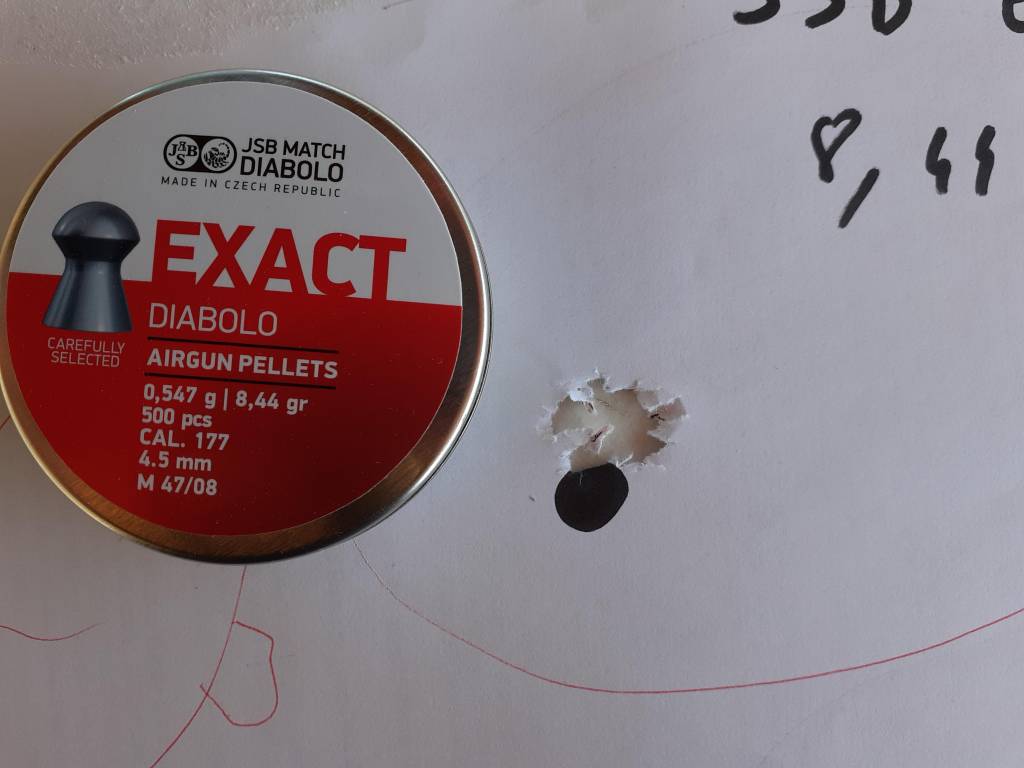 JSB
JSB MATCH
DIABOLO
MADE IN CZECH REPUBLIC
EXACT
DIABOLO
CAREFULLY
SELECTED
AIRGUN PELLETS
0,547 g | 8,44 gr
500 pcs
CAL. 177
4.5 mm
M 47/08
8,44